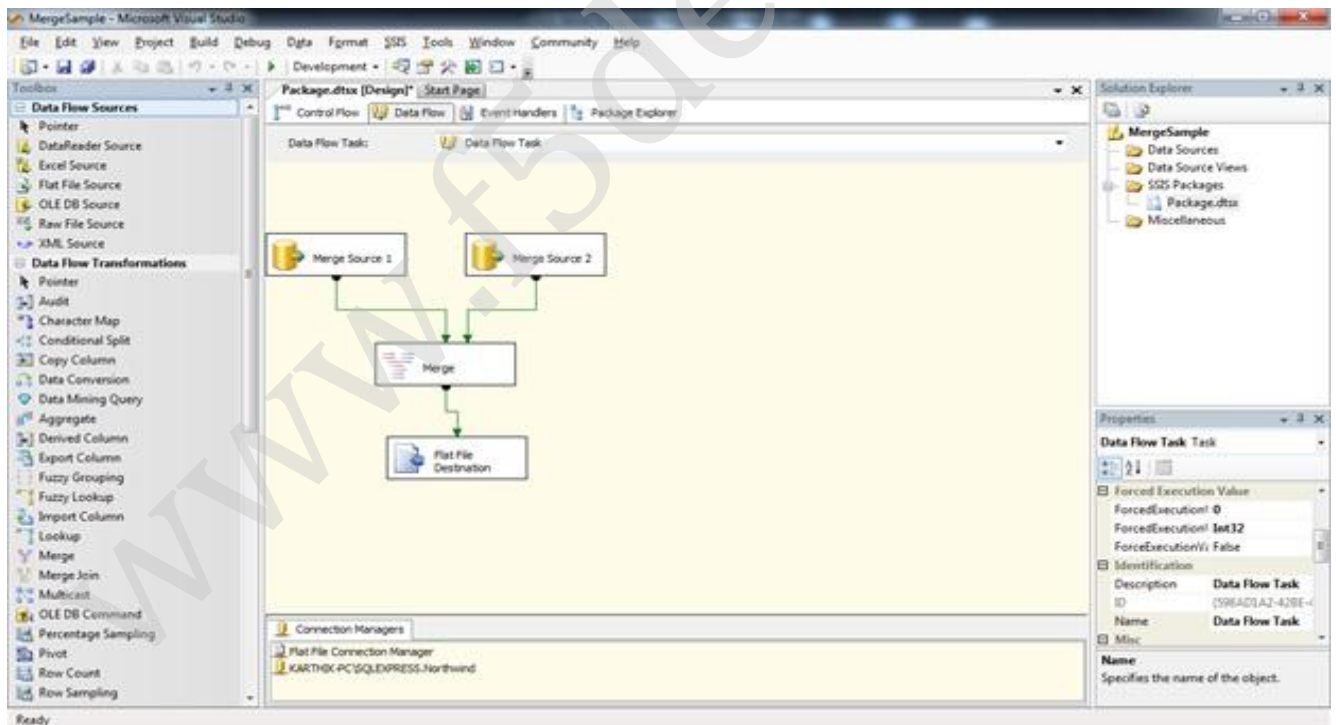 MergeSample - Microsoft Visual Studio
File Edit View Project Build Debug Data Format SSIS Tools Window Community Help
Development
Toolbox
Data Flow Sources
Pointer
DataReader Source
Excel Source
Flat File Source
OLE DB Source
Raw File Source
XML Source
Data Flow Transformations
Pointer
Audit
Character Map
Conditional Split
Copy Column
Data Conversion
Data Mining Query
Aggregate
Derived Column
Export Column
Fuzzy Grouping
Fuzzy Lookup
Import Column
Lookup
Merge
Merge Join
Multicast
OLE DB Command
Percentage Sampling
Pivot
Row Count
Row Sampling
Package.dtsx [Design]* Start Page
Control Flow Data Flow Event Handlers Package Explorer
Data Flow Task: Data Flow Task
Merge Source 1
Merge Source 2
Merge
Flat File
Destination
Connection Managers
Flat File Connection Manager
KARTHIK-PC\SQLEXPRESS.Northwind
Solution Explorer
MergeSample
Data Sources
Data Source Views
SSIS Packages
Package.dtsx
Miscellaneous
Properties
Data Flow Task Task
Forced Execution Value
ForcedExecution 0
ForcedExecution Int32
ForceExecutionV False
Identification
Description Data Flow Task
ID
Name Data Flow Task
Misc
Name
Specifies the name of the object.
Ready
www.f5de